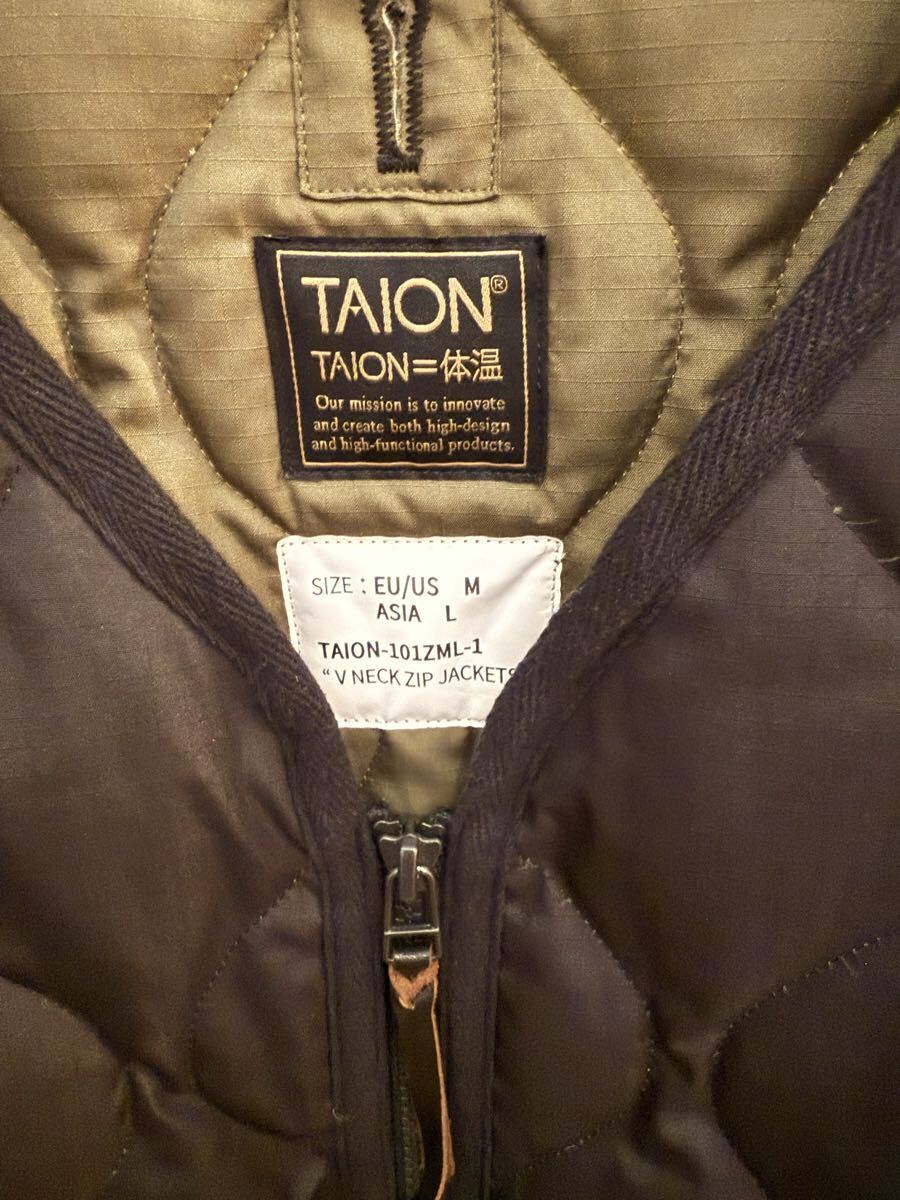 TAION®
TAION=体温
Our mission is to innovate
and create both high-design
and high-functional products.
SIZE : EU/US M
ASIA L
TAION-101ZML-1
“ V NECK ZIP JACKETS